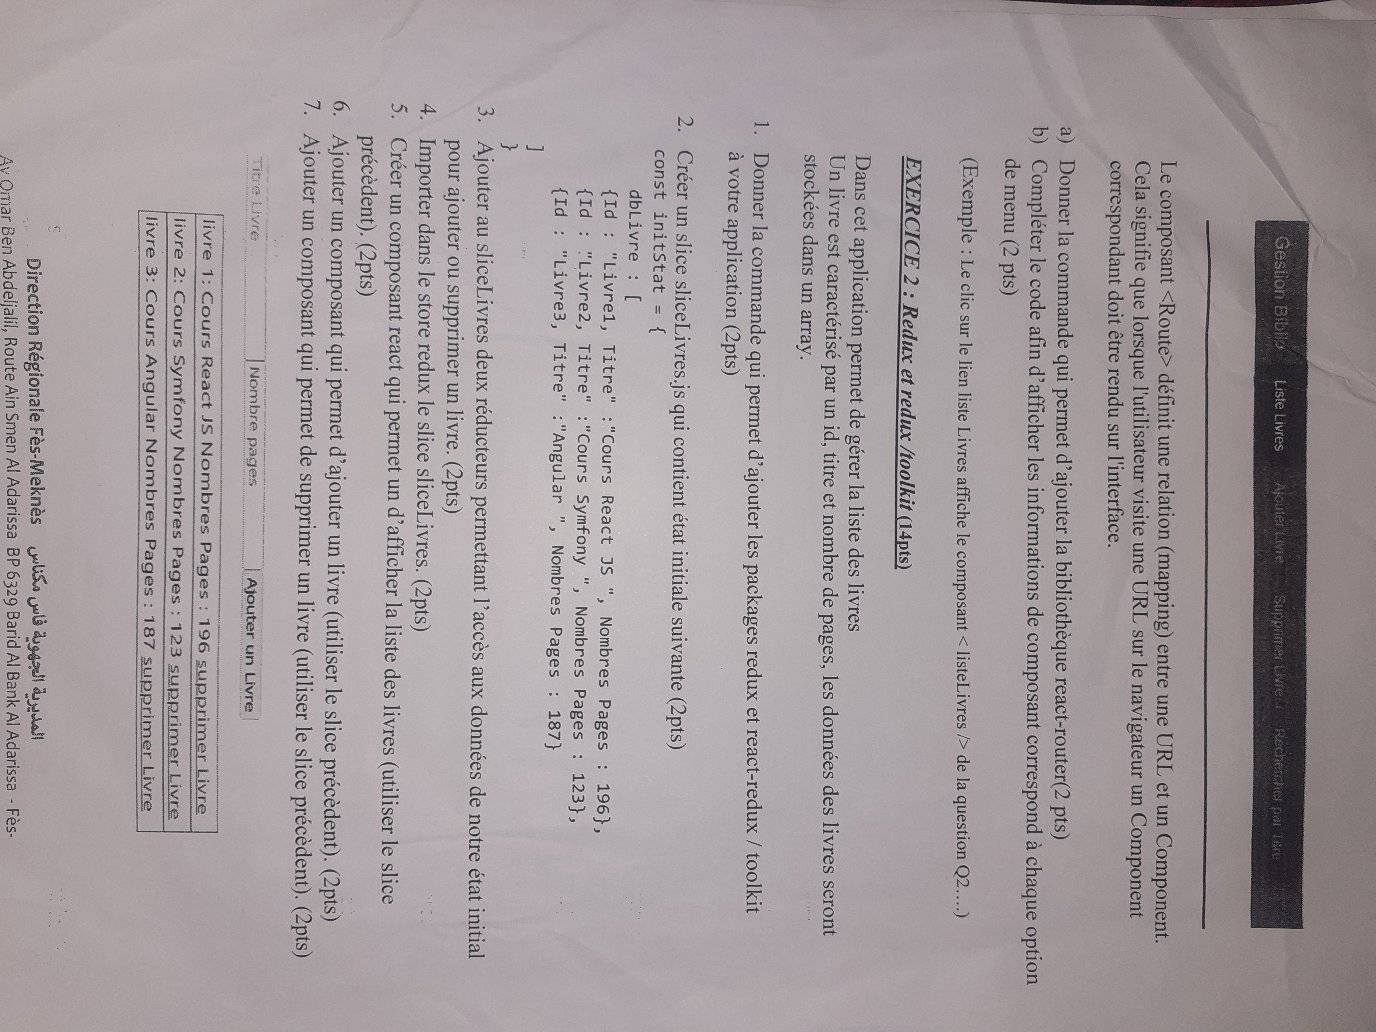 Gestion Biblio Liste Livres Ajouter Livre Supprimer Livre Rechercher par Titre
Le composant <Route> définit une relation (mapping) entre une URL et un Component.
Cela signifie que lorsque l'utilisateur visite une URL sur le navigateur un Component
correspondant doit être rendu sur l'interface.
a) Donner la commande qui permet d'ajouter la bibliothèque react-router(2 pts)
b) Compléter le code afin d'afficher les informations de composant correspond à chaque option
de menu (2 pts)
(Exemple : Le clic sur le lien liste Livres affiche le composant < listeLivres /> de la question Q2....)
EXERCICE 2 : Redux et redux /toolkit (14pts)
Dans cet application permet de gérer la liste des livres
Un livre est caractérisé par un id, titre et nombre de pages, les données des livres seront
stockées dans un array.
1. Donner la commande qui permet d'ajouter les packages redux et react-redux / toolkit
à votre application (2pts)
2. Créer un slice sliceLivres.js qui contient état initiale suivante (2pts)
const initStat = {
dbLivre : [
{Id : "Livre1, Titre" :"Cours React JS ", Nombres Pages : 196},
{Id : "Livre2, Titre" :"Cours Symfony ", Nombres Pages : 123},
{Id : "Livre3, Titre" :"Angular ", Nombres Pages : 187}
]
}
3. Ajouter au sliceLivres deux réducteurs permettant l'accès aux données de notre état initial
pour ajouter ou supprimer un livre. (2pts)
4. Importer dans le store redux le slice sliceLivres. (2pts)
5. Créer un composant react qui permet un d'afficher la liste des livres (utiliser le slice
précèdent). (2pts)
6. Ajouter un composant qui permet d'ajouter un livre (utiliser le slice précèdent). (2pts)
7. Ajouter un composant qui permet de supprimer un livre (utiliser le slice précèdent). (2pts)
Titre Livre Nombre pages Ajouter un Livre
livre 1: Cours React JS Nombres Pages : 196 supprimer Livre
livre 2: Cours Symfony Nombres Pages : 123 supprimer Livre
livre 3: Cours Angular Nombres Pages : 187 supprimer Livre
Direction Régionale Fès-Meknès المديرية الجهوية فاس مكناس
Av Omar Ben Abdeljalil, Route Ain Smen Al Adarissa BP 6329 Barid Al Bank Al Adarissa - Fès-